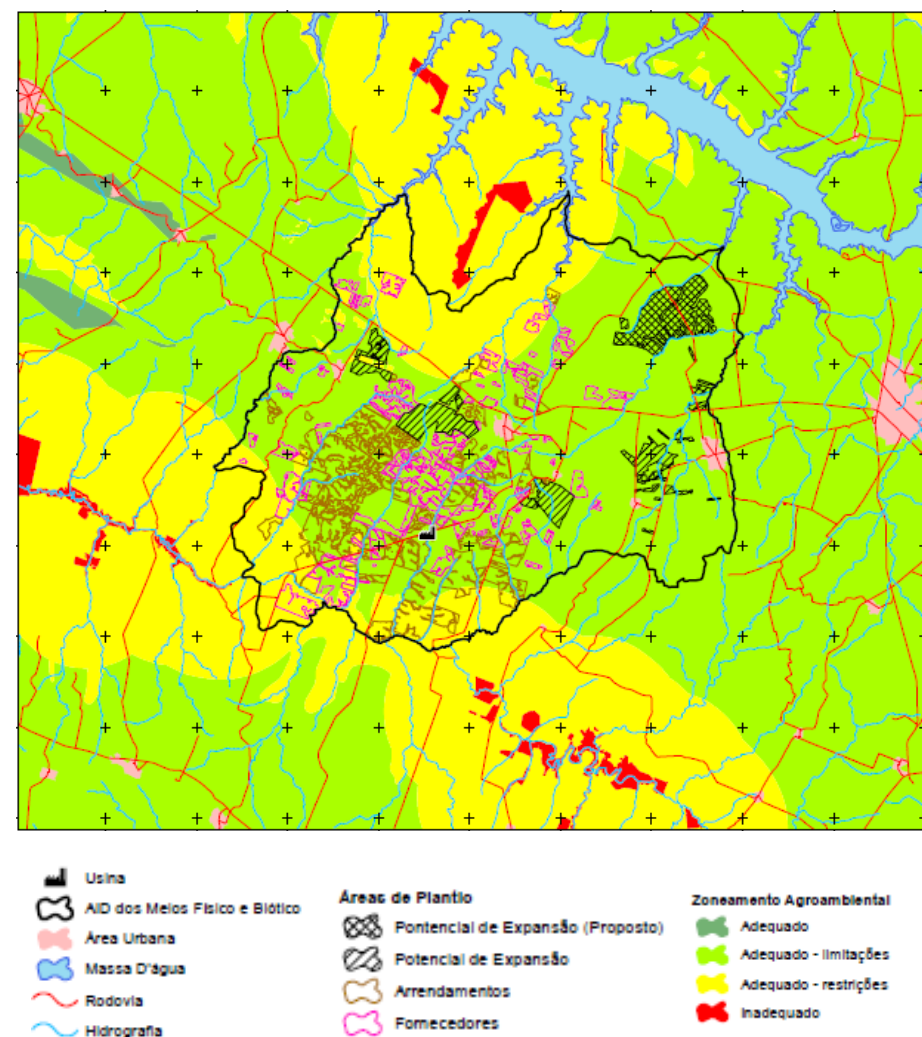 Usina
AID dos Meios Físico e Biótico
Área Urbana
Massa D'água
Rodovia
Hidrografia
Áreas de Plantio
Pontencial de Expansão (Proposto)
Potencial de Expansão
Arrendamentos
Fornecedores
Zoneamento Agroambiental
Adequado
Adequado - limitações
Adequado - restrições
Inadequado